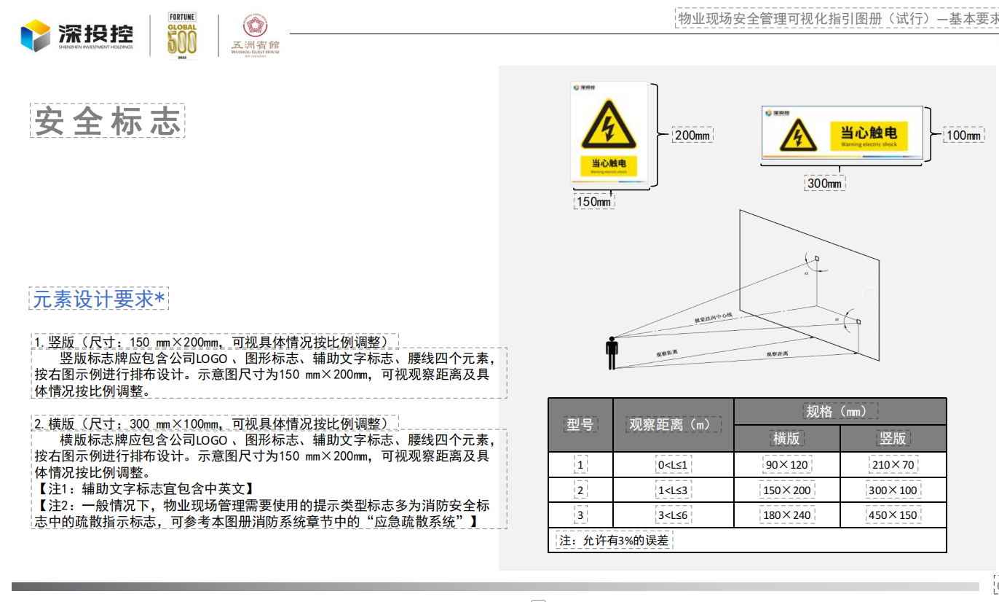 深投控
SHENZHEN INVESTMENT HOLDINGS
FORTUNE
GLOBAL
500
2022
五洲賓館
WUZHOU GUEST HOUSE
物业现场安全管理可视化指引图册（试行）—基本要求
安全标志
元素设计要求*
1.竖版（尺寸：150 mm×200mm，可视具体情况按比例调整）
竖版标志牌应包含公司LOGO 、图形标志、辅助文字标志、腰线四个元素，
按右图示例进行排布设计。示意图尺寸为150 mm×200mm，可视观察距离及具
体情况按比例调整。
2.横版（尺寸：300 mm×100mm，可视具体情况按比例调整）
横版标志牌应包含公司LOGO 、图形标志、辅助文字标志、腰线四个元素，
按右图示例进行排布设计。示意图尺寸为150 mm×200mm，可视观察距离及具
体情况按比例调整。
【注1：辅助文字标志宜包含中英文】
【注2：一般情况下，物业现场管理需要使用的提示类型标志多为消防安全标
志中的疏散指示标志，可参考本图册消防系统章节中的“应急疏散系统”】
深投控
当心触电
Warning electric shock
200mm
150mm
深投控
当心触电
Warning electric shock
100mm
300mm
α
α
视觉法向中心线
观察距离
观察距离
型号 观察距离（m） 规格（mm）
横版 竖版
1 0<L≤1 90×120 210×70
2 1<L≤3 150×200 300×100
3 3<L≤6 180×240 450×150
注：允许有3%的误差